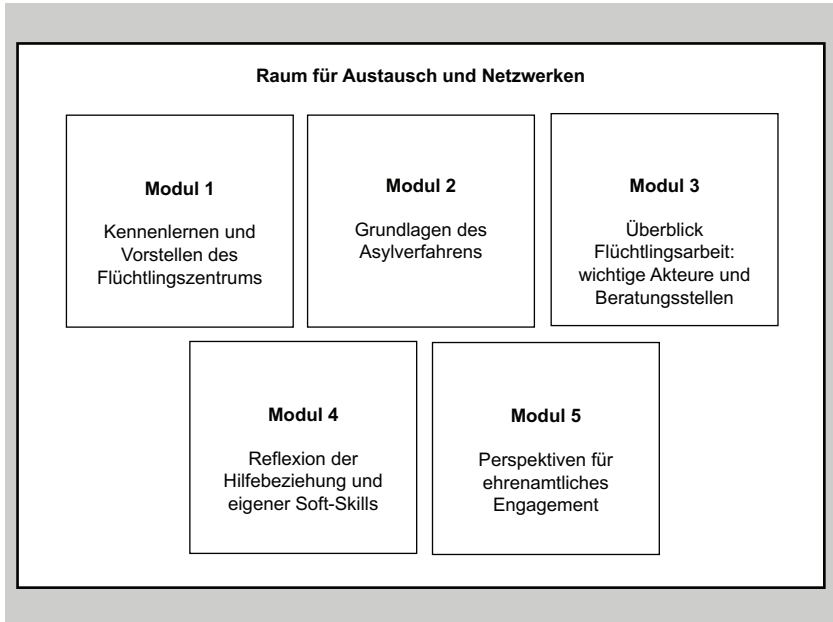 Raum für Austausch und Netzwerken
Modul 1
Kennenlernen und
Vorstellen des
Flüchtlingszentrums
Modul 2
Grundlagen des
Asylverfahrens
Modul 3
Überblick
Flüchtlingsarbeit:
wichtige Akteure und
Beratungsstellen
Modul 4
Reflexion der
Hilfebeziehung und
eigener Soft-Skills
Modul 5
Perspektiven für
ehrenamtliches
Engagement